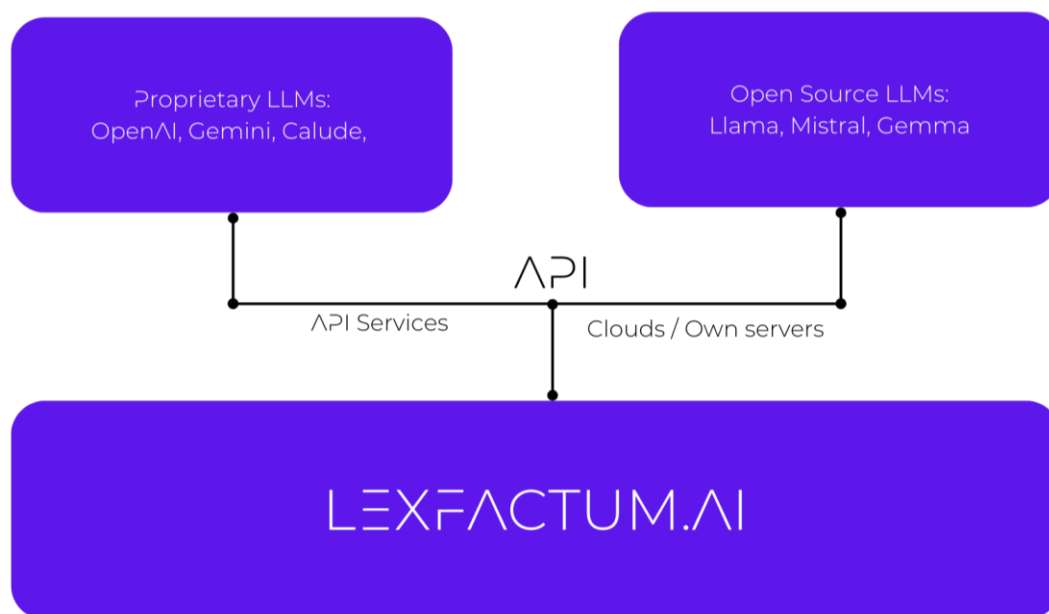 Proprietary LLMs:
OpenAI, Gemini, Calude,
Open Source LLMs:
Llama, Mistral, Gemma
API
API Services
Clouds / Own servers
LEXFACTUM.AI